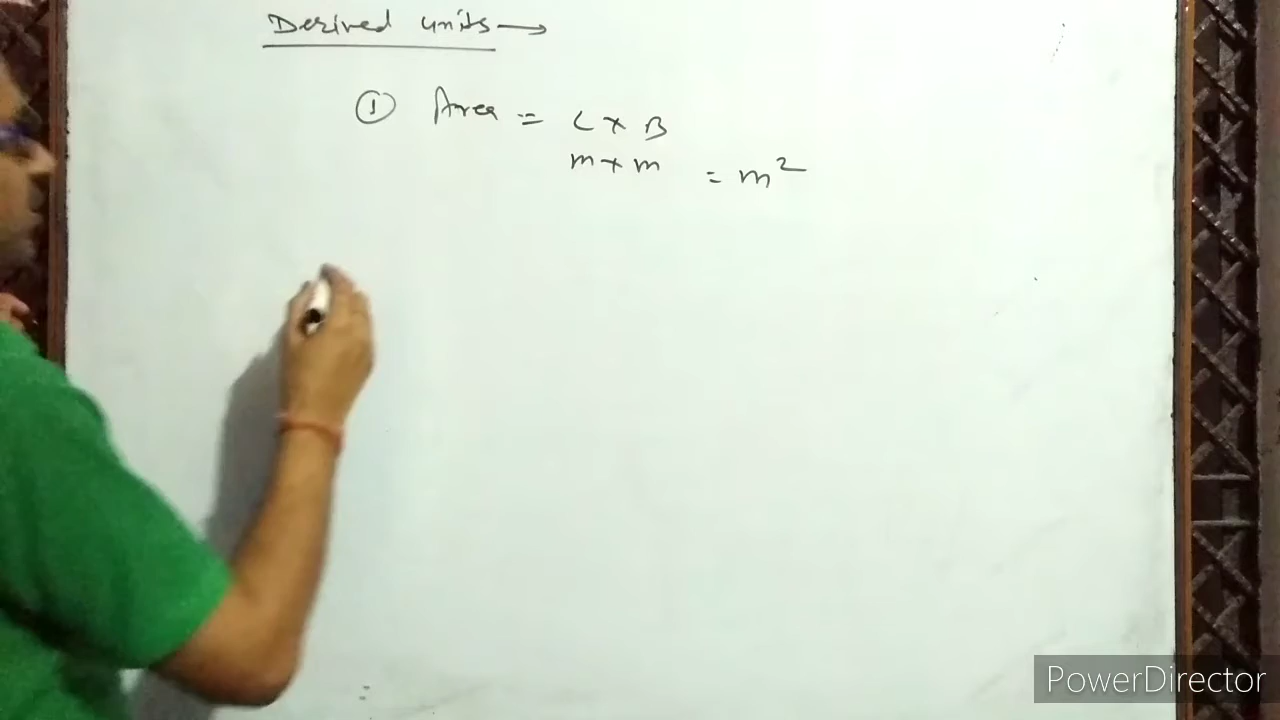 Derived units →
① Area = L × B
m × m = m²
PowerDirector